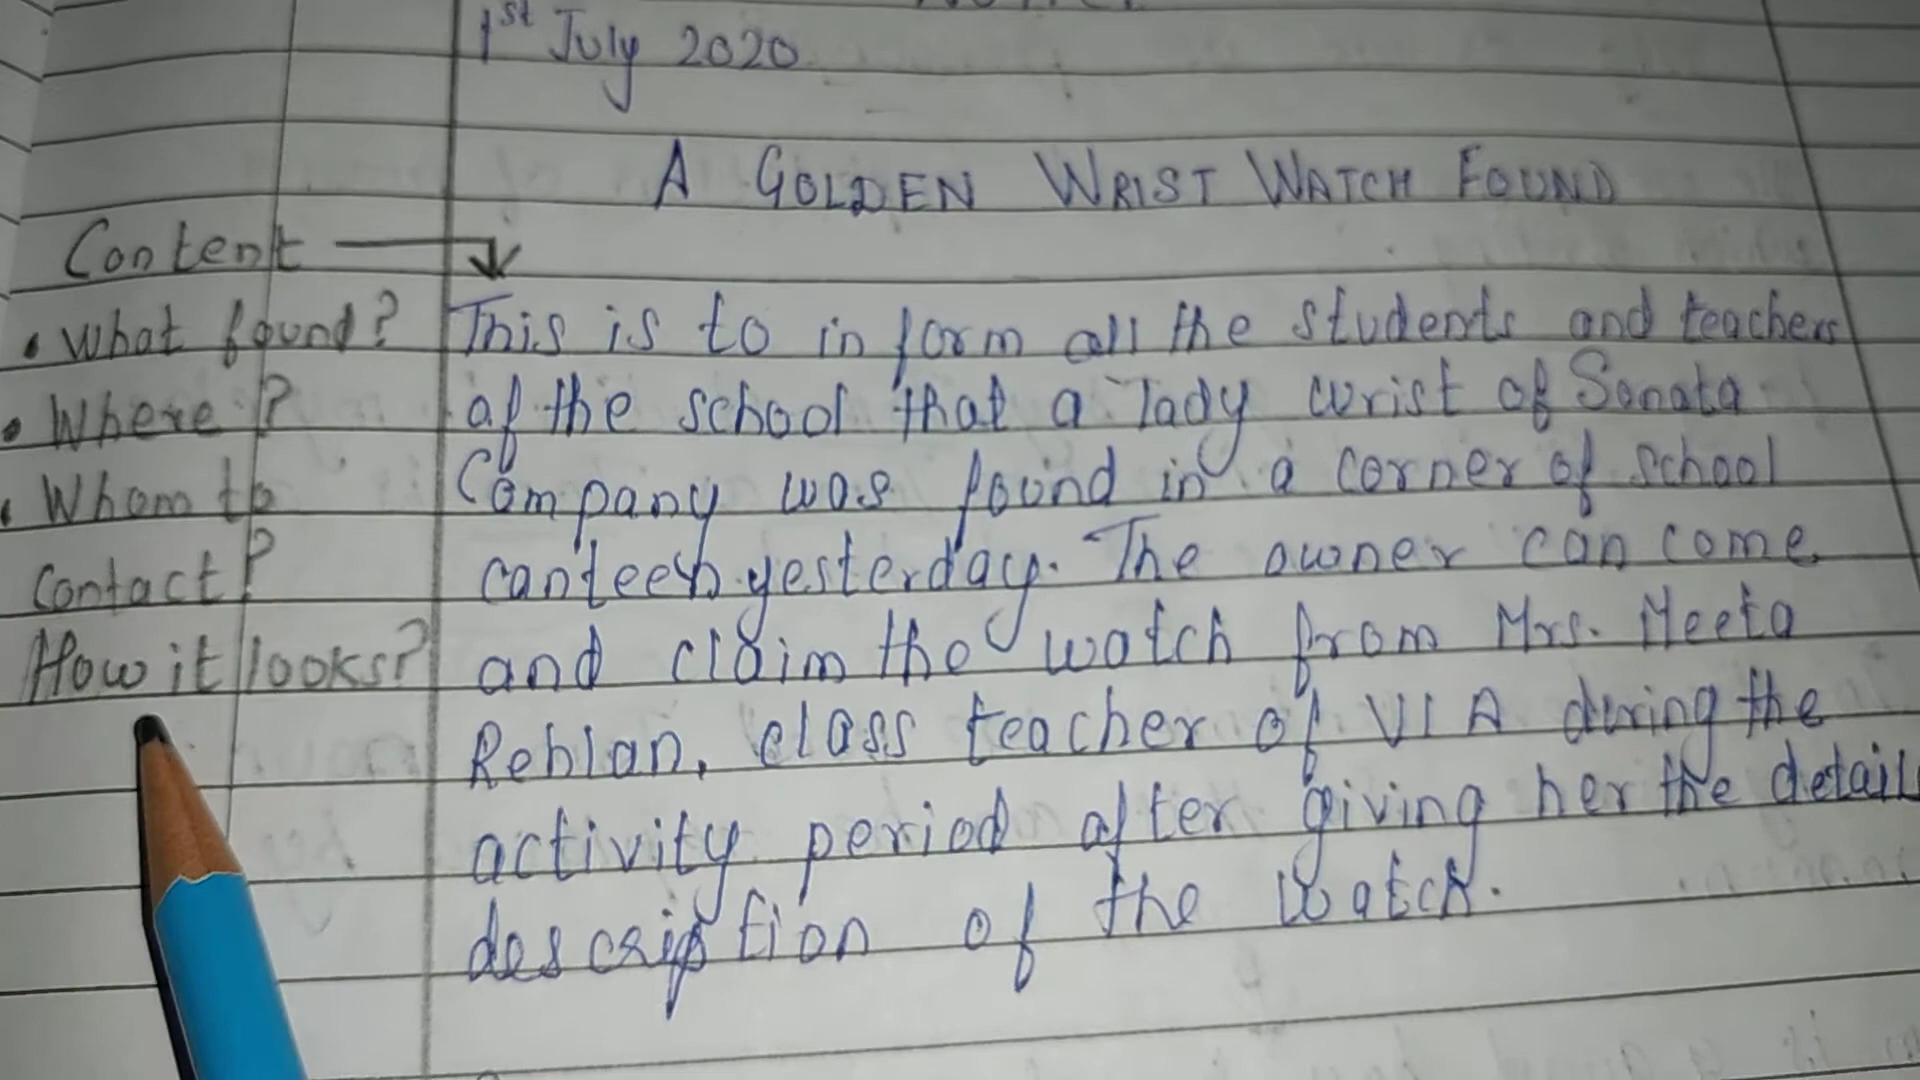 1st July 2020
A GOLDEN WRIST WATCH FOUND
Content
• What found?
• Where?
• Whom to
Contact?
How it looks?
This is to inform all the students and teachers
of the school that a lady wrist of Sonata
Company was found in a corner of school
canteen yesterday. The owner can come
and claim the watch from Mrs. Meeta
Reblan, class teacher of VI A during the
activity period after giving her the detail
description of the watch.